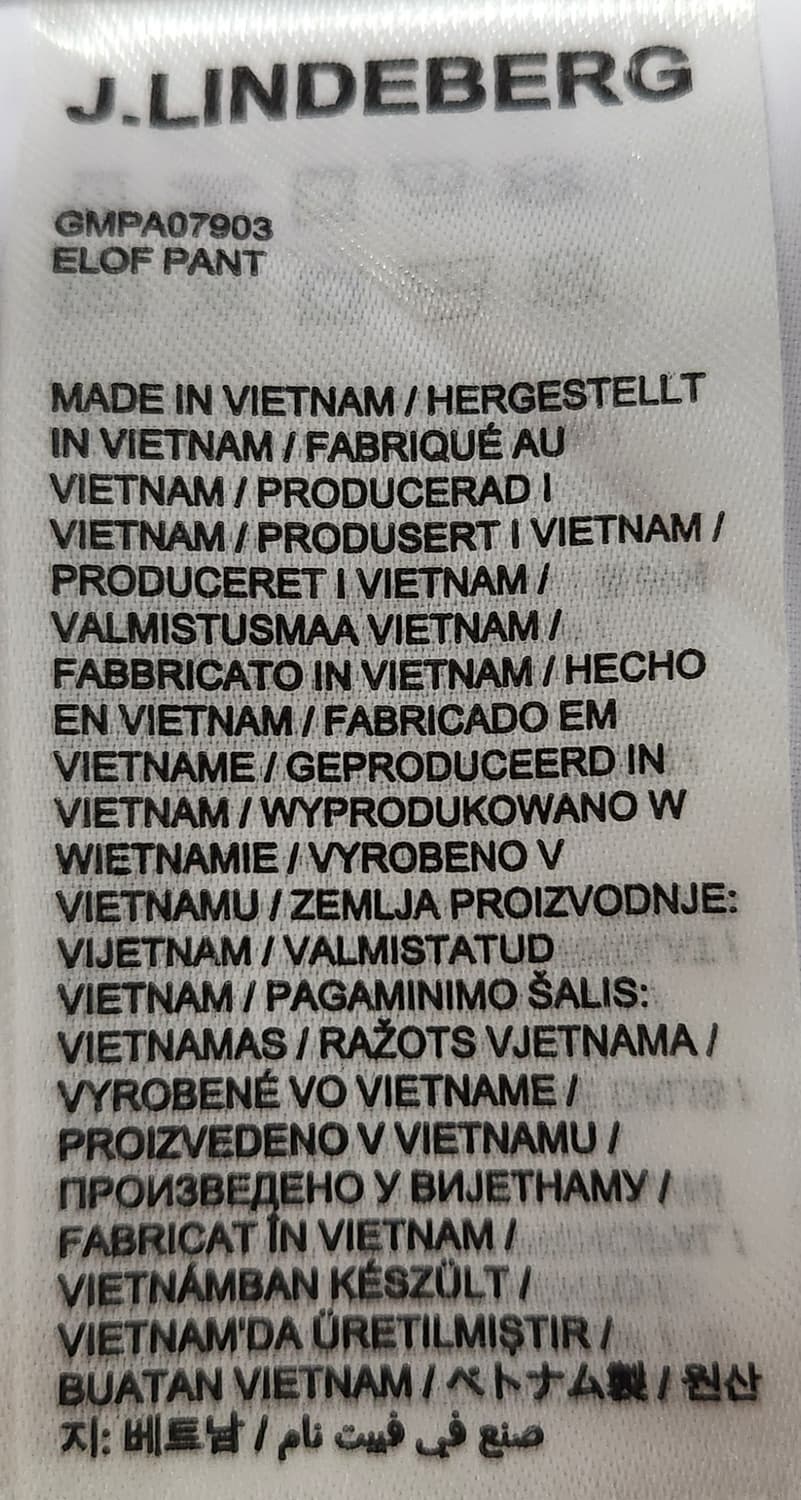 J.LINDEBERG
GMPA07903
ELOF PANT
MADE IN VIETNAM / HERGESTELLT
IN VIETNAM / FABRIQUÉ AU
VIETNAM / PRODUCERAD I
VIETNAM / PRODUSERT I VIETNAM /
PRODUCERET I VIETNAM /
VALMISTUSMAA VIETNAM /
FABBRICATO IN VIETNAM / HECHO
EN VIETNAM / FABRICADO EM
VIETNAME / GEPRODUCEERD IN
VIETNAM / WYPRODUKOWANO W
WIETNAMIE / VYROBENO V
VIETNAMU / ZEMLJA PROIZVODNJE:
VIJETNAM / VALMISTATUD
VIETNAM / PAGAMINIMO ŠALIS:
VIETNAMAS / RAŽOTS VJETNAMA /
VYROBENÉ VO VIETNAME /
PROIZVEDENO V VIETNAMU /
ПРОИЗВЕДЕНО У ВИЈЕТНАМУ /
FABRICAT ÎN VIETNAM /
VIETNÁMBAN KÉSZÜLT /
VIETNAM'DA ÜRETILMIŞTIR /
BUATAN VIETNAM / ベトナム製 / 원산
지: 베트남 / صنع في فييت نام